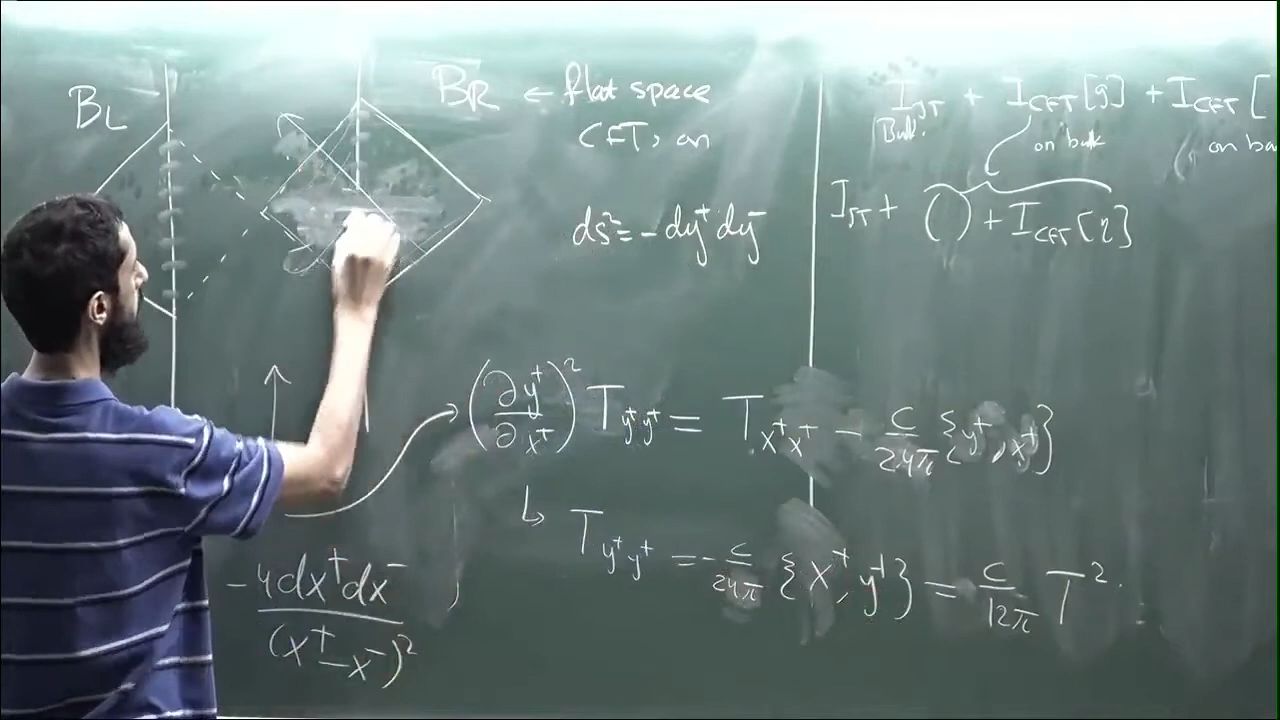 B_L
B_R ← flat space
CFT, on
ds² = -dy⁺dy⁻
I_JT + I_CFT[g] + I_CFT[
Bulk.
on bulk
on ba
I_JT + ( ) + I_CFT[η]
(∂y⁺/∂x⁺)² T_{y⁺y⁺} = T_{x⁺x⁺} - c/24π {y⁺, x⁺}
↳ T_{y⁺y⁺} = -c/24π {x⁺, y⁺} = c/12π T².
-4dx⁺dx⁻/(x⁺-x⁻)²